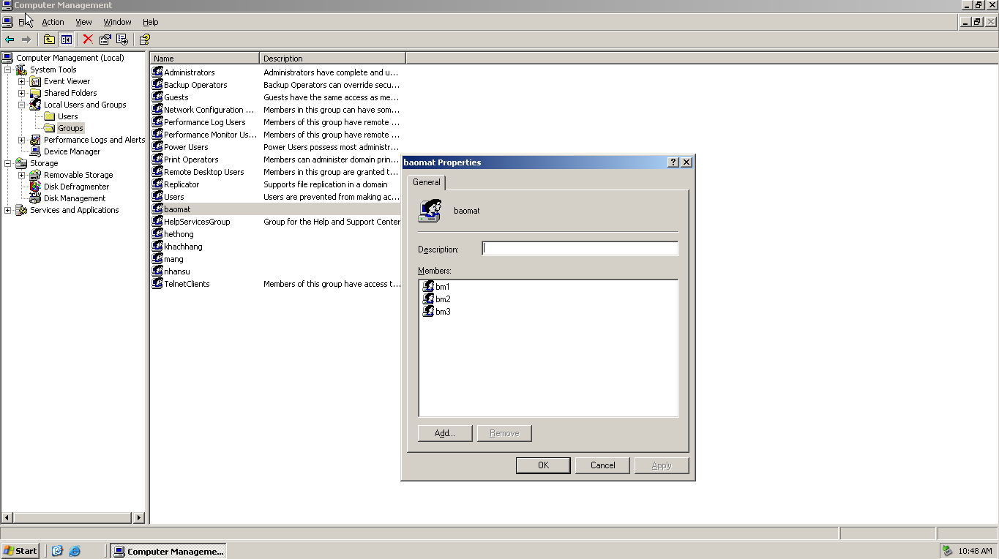 Computer Management
File Action View Window Help
Computer Management (Local)
System Tools
Event Viewer
Shared Folders
Local Users and Groups
Users
Groups
Performance Logs and Alerts
Device Manager
Storage
Removable Storage
Disk Defragmenter
Disk Management
Services and Applications
Name Description
Administrators Administrators have complete and u...
Backup Operators Backup Operators can override secu...
Guests Guests have the same access as me...
Network Configuration ... Members in this group can have som...
Performance Log Users Members of this group have remote ...
Performance Monitor Us... Members of this group have remote ...
Power Users Power Users possess most administr...
Print Operators Members can administer domain prin...
Remote Desktop Users Members in this group are granted t...
Replicator Supports file replication in a domain
Users Users are prevented from making ac...
baomat
HelpServicesGroup Group for the Help and Support Center
hethong
khachhang
mang
nhansu
TelnetClients Members of this group have access t...
baomat Properties
General
baomat
Description:
Members:
bm1
bm2
bm3
Add... Remove
OK Cancel Apply
Start Computer Manageme... 10:48 AM